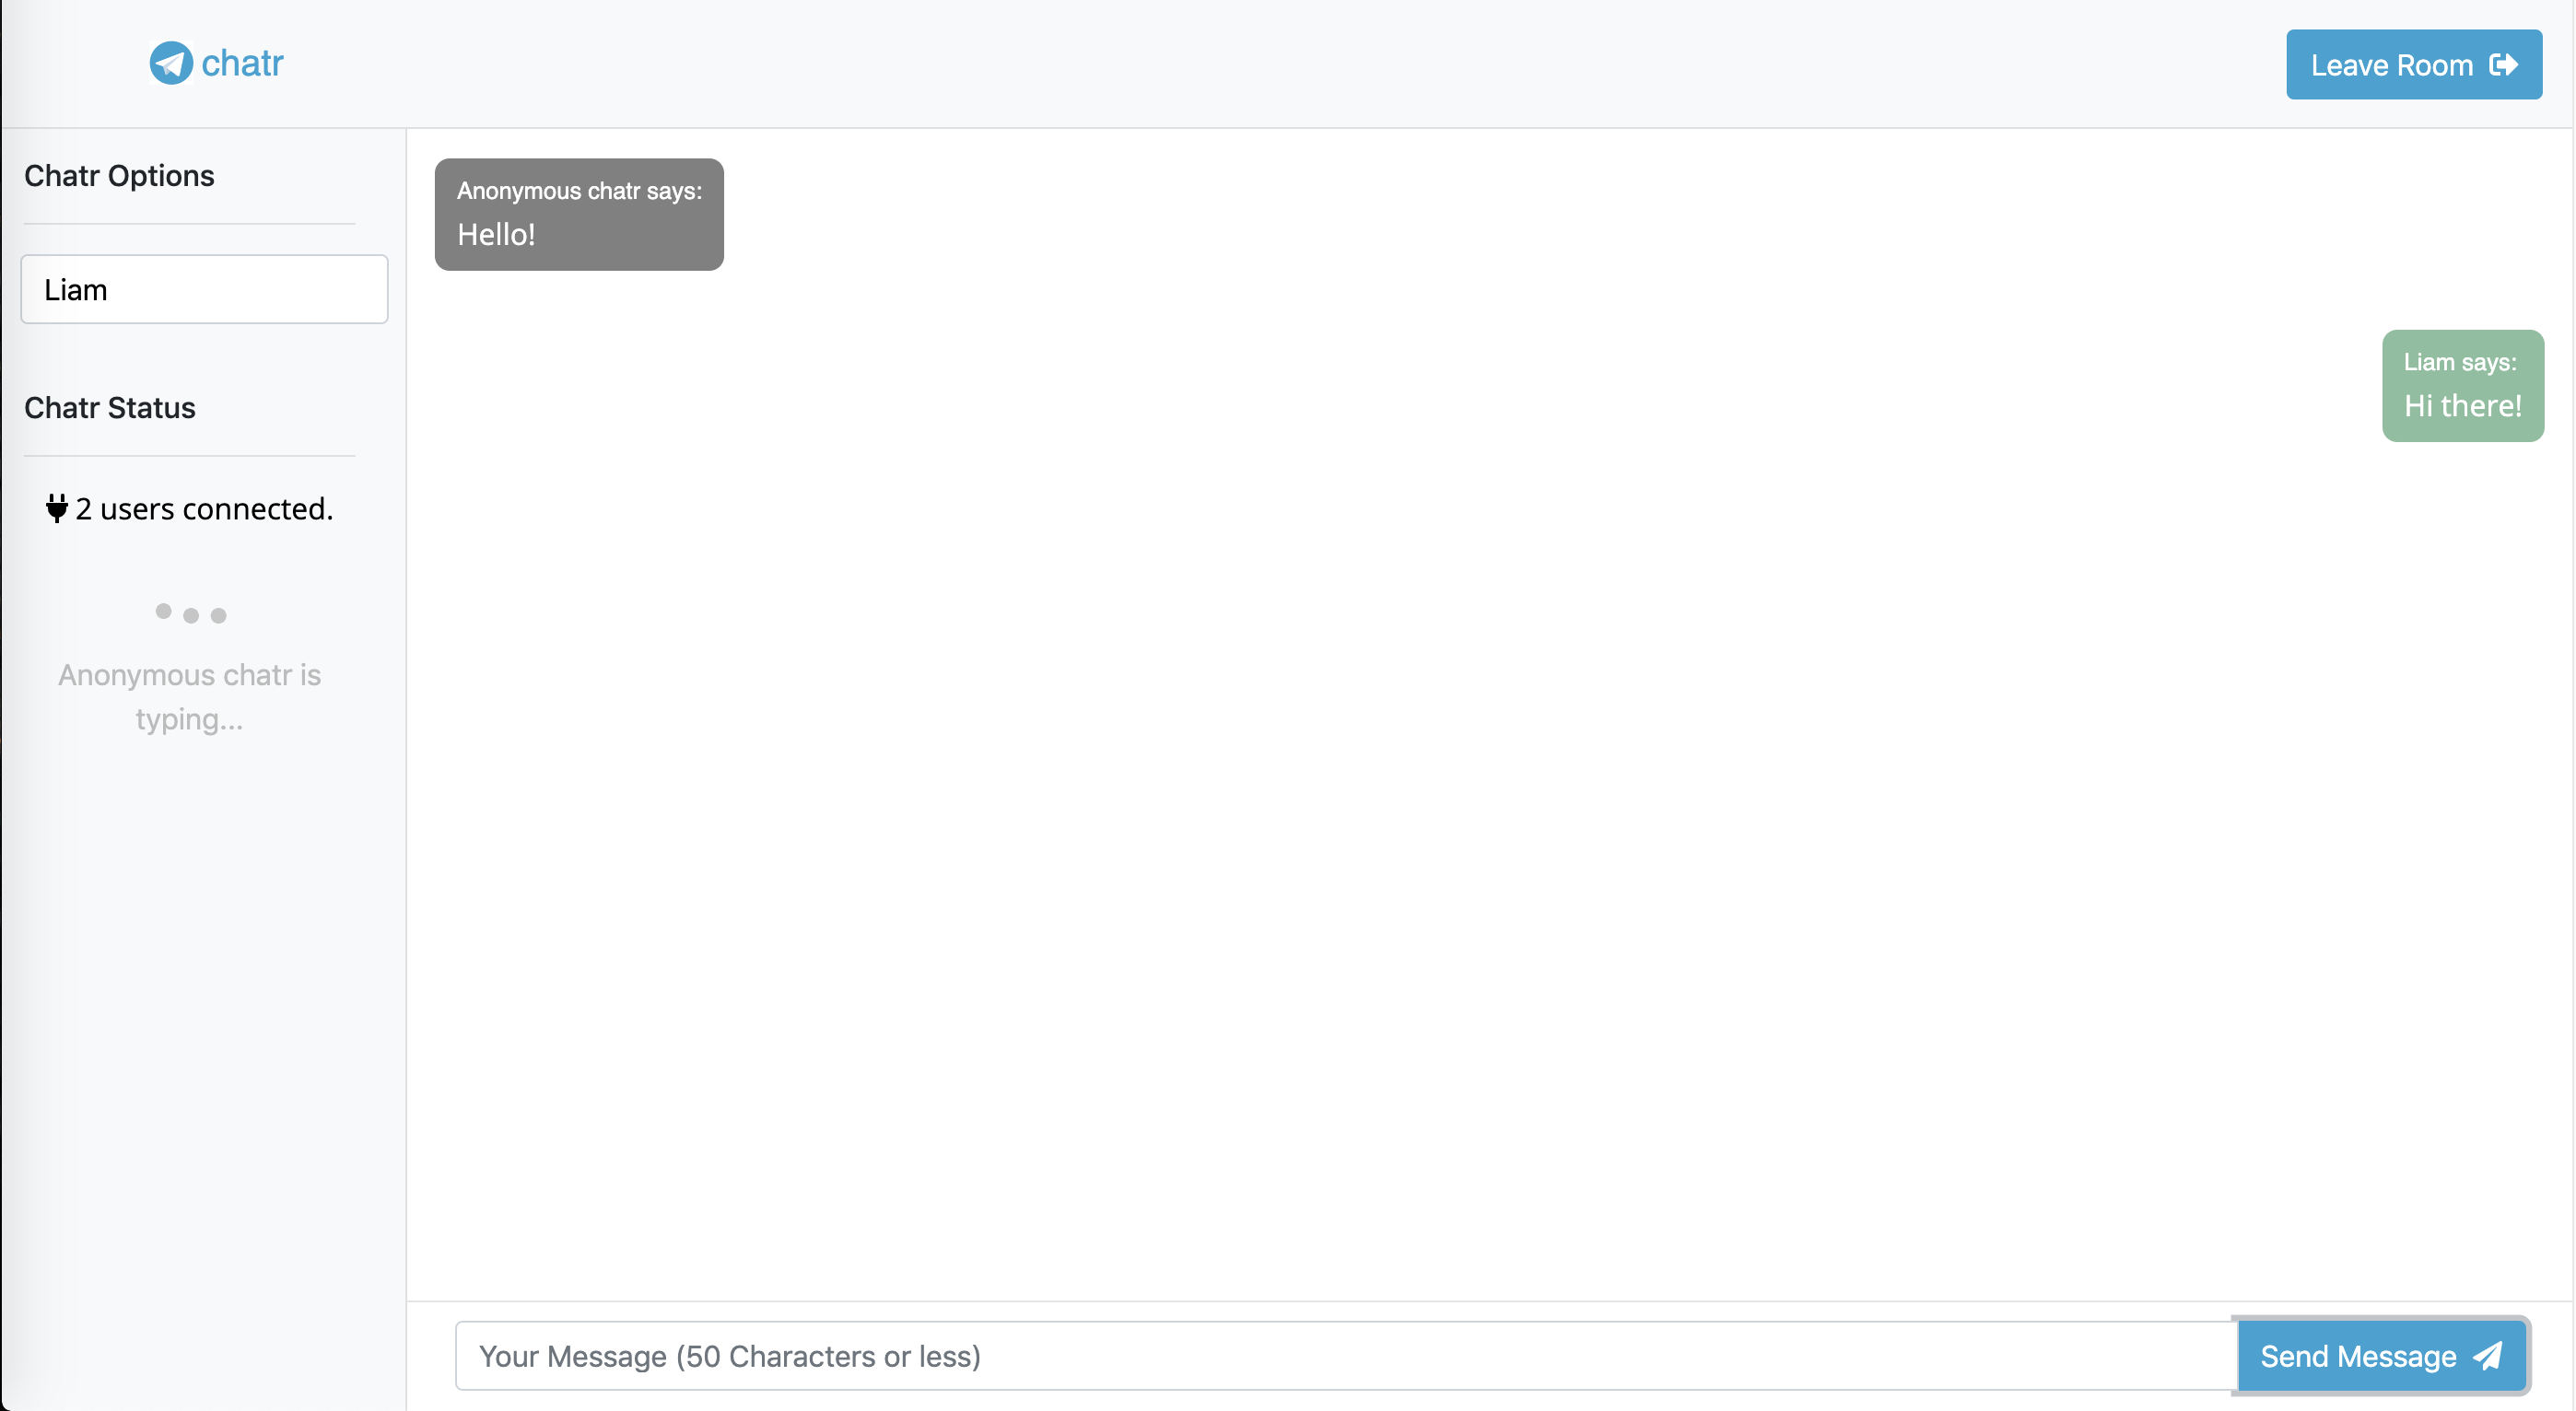 chatr
Leave Room
Chatr Options
Liam
Chatr Status
2 users connected.
Anonymous chatr is
typing...
Anonymous chatr says:
Hello!
Liam says:
Hi there!
Your Message (50 Characters or less)
Send Message